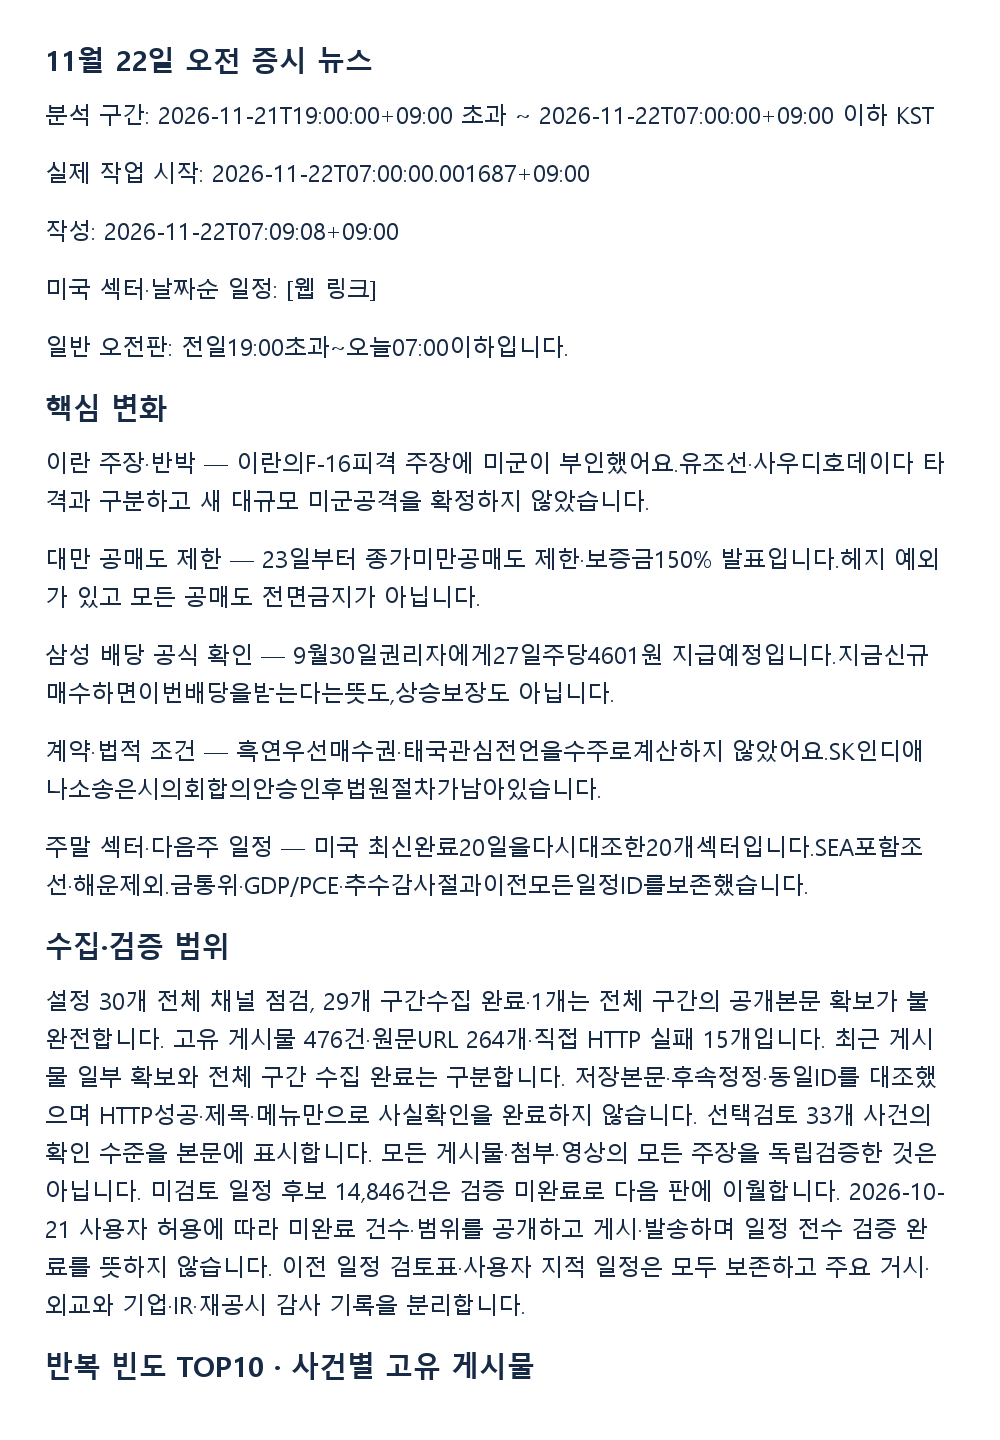 11월 22일 오전 증시 뉴스
분석 구간: 2026-11-21T19:00:00+09:00 초과 ~ 2026-11-22T07:00:00+09:00 이하 KST
실제 작업 시작: 2026-11-22T07:00:00.001687+09:00
작성: 2026-11-22T07:09:08+09:00
미국 섹터·날짜순 일정: [웹 링크]
일반 오전판: 전일19:00초과~오늘07:00이하입니다.
핵심 변화
이란 주장·반박 — 이란의F-16피격 주장에 미군이 부인했어요.유조선·사우디호데이다 타
격과 구분하고 새 대규모 미군공격을 확정하지 않았습니다.
대만 공매도 제한 — 23일부터 종가미만공매도 제한·보증금150% 발표입니다.헤지 예외
가 있고 모든 공매도 전면금지가 아닙니다.
삼성 배당 공식 확인 — 9월30일권리자에게27일주당4601원 지급예정입니다.지금신규
매수하면이번배당을받는다는뜻도,상승보장도 아닙니다.
계약·법적 조건 — 흑연우선매수권·태국관심전언을수주로계산하지 않았어요.SK인디애
나소송은시의회합의안승인후법원절차가남아있습니다.
주말 섹터·다음주 일정 — 미국 최신완료20일을다시대조한20개섹터입니다.SEA포함조
선·해운제외.금통위·GDP/PCE·추수감사절과이전모든일정ID를보존했습니다.
수집·검증 범위
설정 30개 전체 채널 점검, 29개 구간수집 완료·1개는 전체 구간의 공개본문 확보가 불
완전합니다. 고유 게시물 476건·원문URL 264개·직접 HTTP 실패 15개입니다. 최근 게시
물 일부 확보와 전체 구간 수집 완료는 구분합니다. 저장본문·후속정정·동일ID를 대조했
으며 HTTP성공·제목·메뉴만으로 사실확인을 완료하지 않습니다. 선택검토 33개 사건의
확인 수준을 본문에 표시합니다. 모든 게시물·첨부·영상의 모든 주장을 독립검증한 것은
아닙니다. 미검토 일정 후보 14,846건은 검증 미완료로 다음 판에 이월합니다. 2026-10-
21 사용자 허용에 따라 미완료 건수·범위를 공개하고 게시·발송하며 일정 전수 검증 완
료를 뜻하지 않습니다. 이전 일정 검토표·사용자 지적 일정은 모두 보존하고 주요 거시·
외교와 기업·IR·재공시 감사 기록을 분리합니다.
반복 빈도 TOP10 · 사건별 고유 게시물